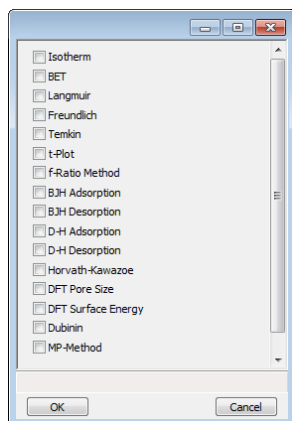 Isotherm
BET
Langmuir
Freundlich
Temkin
t-Plot
f-Ratio Method
BJH Adsorption
BJH Desorption
D-H Adsorption
D-H Desorption
Horvath-Kawazoe
DFT Pore Size
DFT Surface Energy
Dubinin
MP-Method
OK Cancel